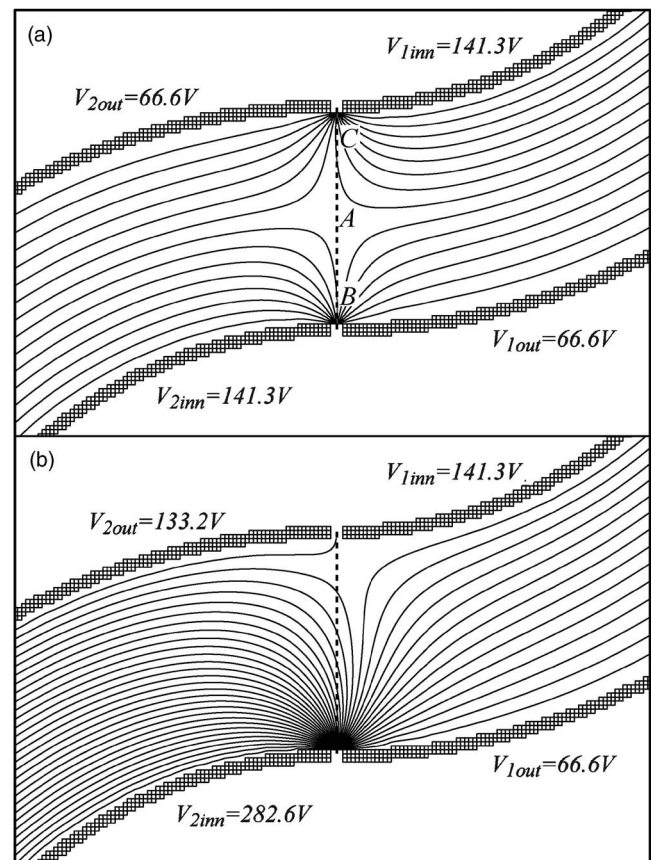 (a)
V1inn=141.3V
V2out=66.6V
C
A
B
V1out=66.6V
V2inn=141.3V
(b)
V1inn=141.3V
V2out=133.2V
V1out=66.6V
V2inn=282.6V